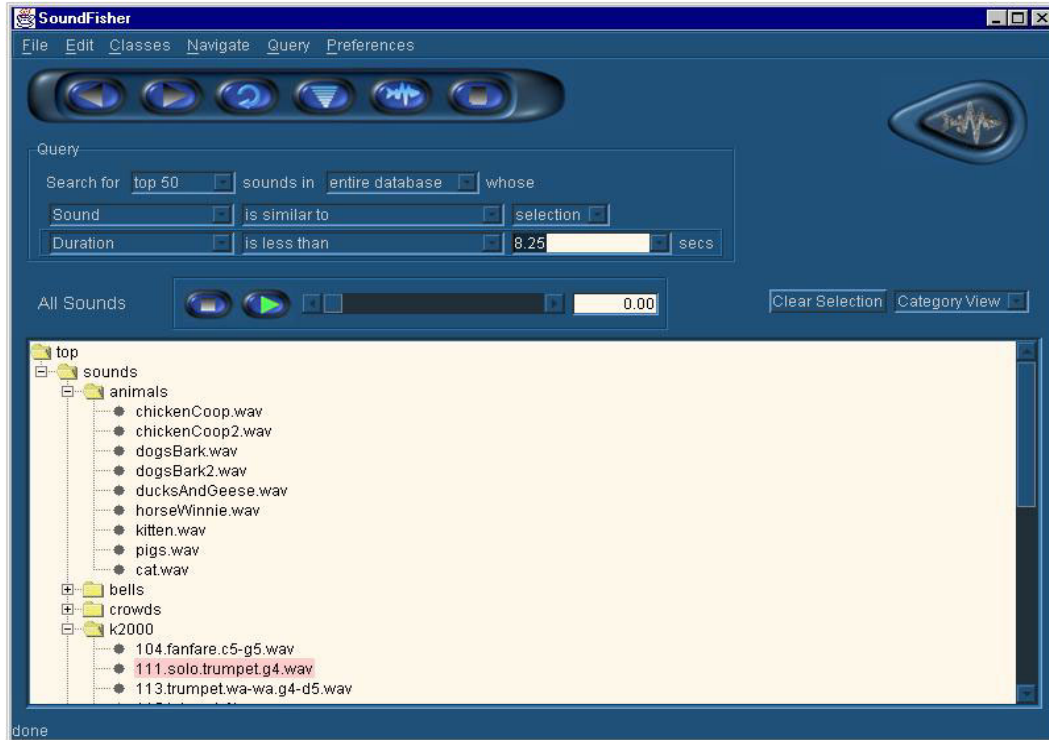 SoundFisher
File Edit Classes Navigate Query Preferences
Query
Search for top 50 sounds in entire database whose
Sound is similar to selection
Duration is less than 8.25 secs
All Sounds 0.00 Clear Selection Category View
top
sounds
animals
chickenCoop.wav
chickenCoop2.wav
dogsBark.wav
dogsBark2.wav
ducksAndGeese.wav
horseWinnie.wav
kitten.wav
pigs.wav
cat.wav
bells
crowds
k2000
104.fanfare.c5-g5.wav
111.solo.trumpet.g4.wav
113.trumpet.wa-wa.g4-d5.wav
done